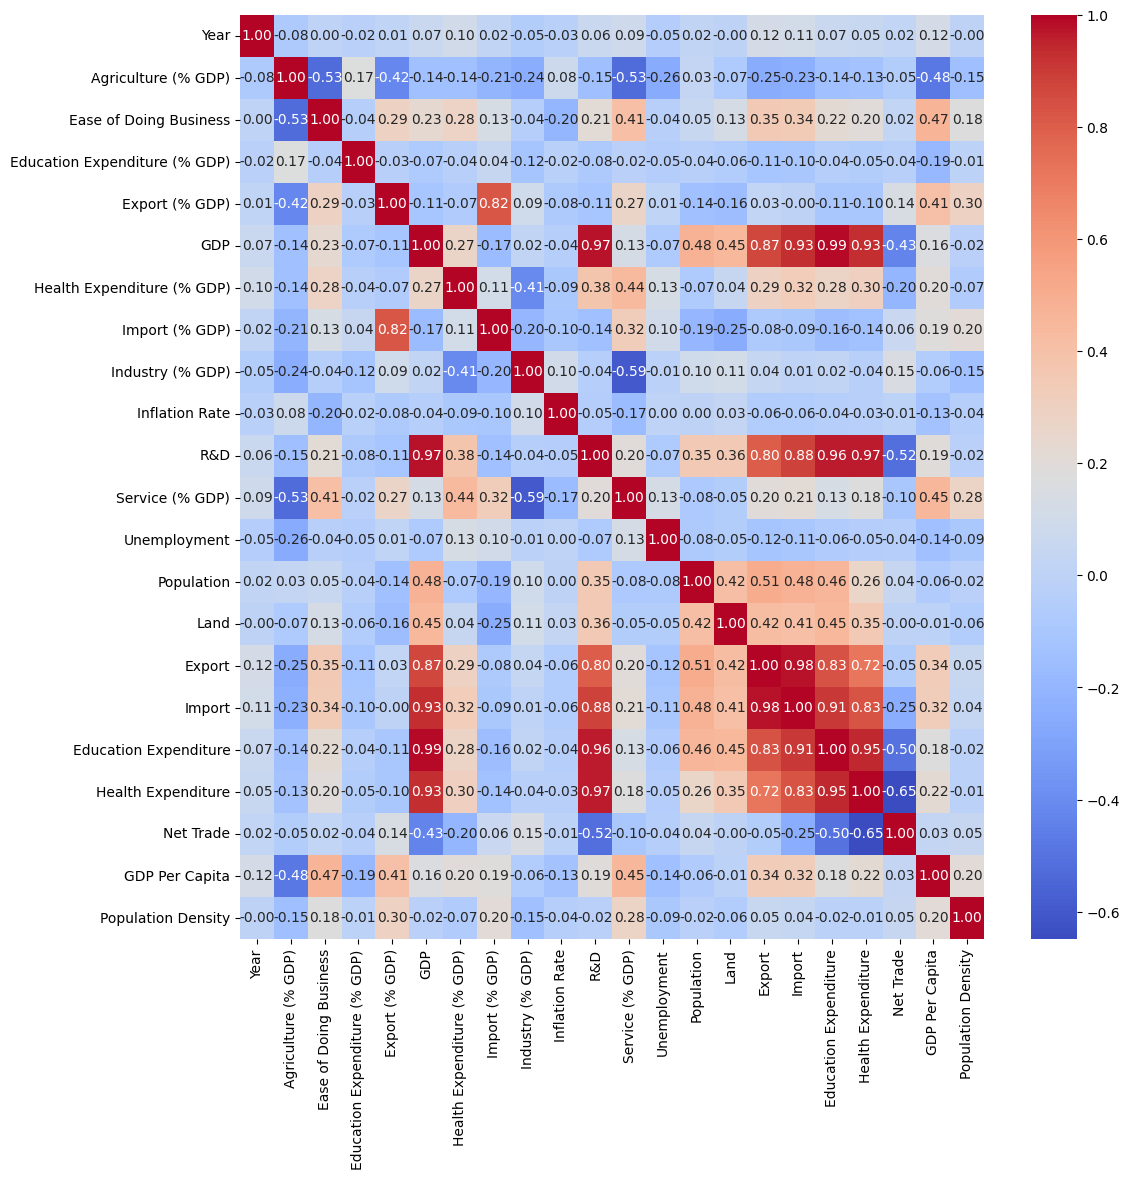 Year 1.00 -0.08 0.00 -0.02 0.01 0.07 0.10 0.02 -0.05 -0.03 0.06 0.09 -0.05 0.02 -0.00 0.12 0.11 0.07 0.05 0.02 0.12 -0.00 1.0
Agriculture (% GDP) -0.08 1.00 -0.53 0.17 -0.42 -0.14 -0.14 -0.21 -0.24 0.08 -0.15 -0.53 -0.26 0.03 -0.07 -0.25 -0.23 -0.14 -0.13 -0.05 -0.48 -0.15
Ease of Doing Business 0.00 -0.53 1.00 -0.04 0.29 0.23 0.28 0.13 -0.04 -0.20 0.21 0.41 -0.04 0.05 0.13 0.35 0.34 0.22 0.20 0.02 0.47 0.18 0.8
Education Expenditure (% GDP) -0.02 0.17 -0.04 1.00 -0.03 -0.07 -0.04 0.04 -0.12 -0.02 -0.08 -0.02 -0.05 -0.04 -0.06 -0.11 -0.10 -0.04 -0.05 -0.04 -0.19 -0.01
Export (% GDP) 0.01 -0.42 0.29 -0.03 1.00 -0.11 -0.07 0.82 0.09 -0.08 -0.11 0.27 0.01 -0.14 -0.16 0.03 -0.00 -0.11 -0.10 0.14 0.41 0.30
GDP 0.07 -0.14 0.23 -0.07 -0.11 1.00 0.27 -0.17 0.02 -0.04 0.97 0.13 -0.07 0.48 0.45 0.87 0.93 0.99 0.93 -0.43 0.16 -0.02 0.6
Health Expenditure (% GDP) 0.10 -0.14 0.28 -0.04 -0.07 0.27 1.00 0.11 -0.41 -0.09 0.38 0.44 0.13 -0.07 0.04 0.29 0.32 0.28 0.30 -0.20 0.20 -0.07
Import (% GDP) 0.02 -0.21 0.13 0.04 0.82 -0.17 0.11 1.00 -0.20 -0.10 -0.14 0.32 0.10 -0.19 -0.25 -0.08 -0.09 -0.16 -0.14 0.06 0.19 0.20
Industry (% GDP) -0.05 -0.24 -0.04 -0.12 0.09 0.02 -0.41 -0.20 1.00 0.10 -0.04 -0.59 -0.01 0.10 0.11 0.04 0.01 0.02 -0.04 0.15 -0.06 -0.15 0.4
Inflation Rate -0.03 0.08 -0.20 -0.02 -0.08 -0.04 -0.09 -0.10 0.10 1.00 -0.05 -0.17 0.00 0.00 0.03 -0.06 -0.06 -0.04 -0.03 -0.01 -0.13 -0.04
R&D 0.06 -0.15 0.21 -0.08 -0.11 0.97 0.38 -0.14 -0.04 -0.05 1.00 0.20 -0.07 0.35 0.36 0.80 0.88 0.96 0.97 -0.52 0.19 -0.02 0.2
Service (% GDP) 0.09 -0.53 0.41 -0.02 0.27 0.13 0.44 0.32 -0.59 -0.17 0.20 1.00 0.13 -0.08 -0.05 0.20 0.21 0.13 0.18 -0.10 0.45 0.28
Unemployment -0.05 -0.26 -0.04 -0.05 0.01 -0.07 0.13 0.10 -0.01 0.00 -0.07 0.13 1.00 -0.08 -0.05 -0.12 -0.11 -0.06 -0.05 -0.04 -0.14 -0.09
Population 0.02 0.03 0.05 -0.04 -0.14 0.48 -0.07 -0.19 0.10 0.00 0.35 -0.08 -0.08 1.00 0.42 0.51 0.48 0.46 0.26 0.04 -0.06 -0.02 0.0
Land -0.00 -0.07 0.13 -0.06 -0.16 0.45 0.04 -0.25 0.11 0.03 0.36 -0.05 -0.05 0.42 1.00 0.42 0.41 0.45 0.35 -0.00 -0.01 -0.06
Export 0.12 -0.25 0.35 -0.11 0.03 0.87 0.29 -0.08 0.04 -0.06 0.80 0.20 -0.12 0.51 0.42 1.00 0.98 0.83 0.72 -0.05 0.34 0.05 -0.2
Import 0.11 -0.23 0.34 -0.10 -0.00 0.93 0.32 -0.09 0.01 -0.06 0.88 0.21 -0.11 0.48 0.41 0.98 1.00 0.91 0.83 -0.25 0.32 0.04
Education Expenditure 0.07 -0.14 0.22 -0.04 -0.11 0.99 0.28 -0.16 0.02 -0.04 0.96 0.13 -0.06 0.46 0.45 0.83 0.91 1.00 0.95 -0.50 0.18 -0.02
Health Expenditure 0.05 -0.13 0.20 -0.05 -0.10 0.93 0.30 -0.14 -0.04 -0.03 0.97 0.18 -0.05 0.26 0.35 0.72 0.83 0.95 1.00 -0.65 0.22 -0.01 -0.4
Net Trade 0.02 -0.05 0.02 -0.04 0.14 -0.43 -0.20 0.06 0.15 -0.01 -0.52 -0.10 -0.04 0.04 -0.00 -0.05 -0.25 -0.50 -0.65 1.00 0.03 0.05
GDP Per Capita 0.12 -0.48 0.47 -0.19 0.41 0.16 0.20 0.19 -0.06 -0.13 0.19 0.45 -0.14 -0.06 -0.01 0.34 0.32 0.18 0.22 0.03 1.00 0.20
Population Density -0.00 -0.15 0.18 -0.01 0.30 -0.02 -0.07 0.20 -0.15 -0.04 -0.02 0.28 -0.09 -0.02 -0.06 0.05 0.04 -0.02 -0.01 0.05 0.20 1.00 -0.6
Year
Agriculture (% GDP)
Ease of Doing Business
Education Expenditure (% GDP)
Export (% GDP)
GDP
Health Expenditure (% GDP)
Import (% GDP)
Industry (% GDP)
Inflation Rate
R&D
Service (% GDP)
Unemployment
Population
Land
Export
Import
Education Expenditure
Health Expenditure
Net Trade
GDP Per Capita
Population Density